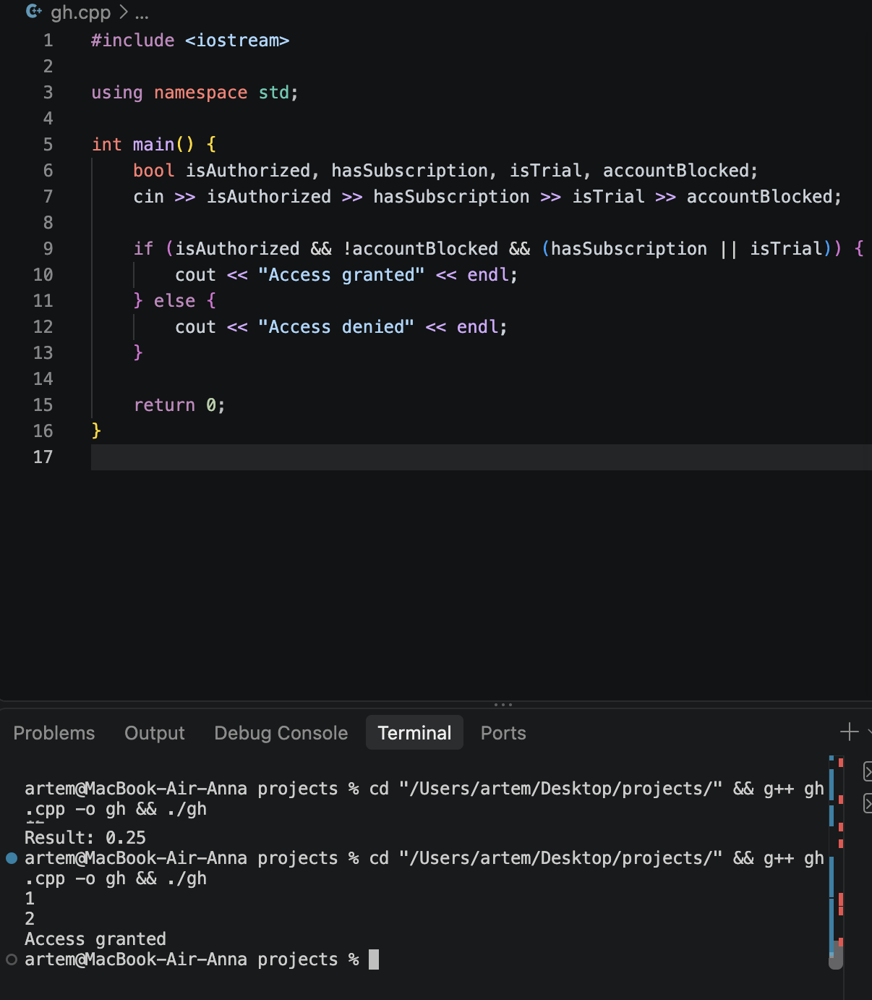 gh.cpp > ...
1 #include <iostream>
2
3 using namespace std;
4
5 int main() {
6 bool isAuthorized, hasSubscription, isTrial, accountBlocked;
7 cin >> isAuthorized >> hasSubscription >> isTrial >> accountBlocked;
8
9 if (isAuthorized && !accountBlocked && (hasSubscription || isTrial)) {
10 cout << "Access granted" << endl;
11 } else {
12 cout << "Access denied" << endl;
13 }
14
15 return 0;
16 }
17
Problems Output Debug Console Terminal Ports
artem@MacBook-Air-Anna projects % cd "/Users/artem/Desktop/projects/" && g++ gh
.cpp -o gh && ./gh
Result: 0.25
artem@MacBook-Air-Anna projects % cd "/Users/artem/Desktop/projects/" && g++ gh
.cpp -o gh && ./gh
1
2
Access granted
artem@MacBook-Air-Anna projects %